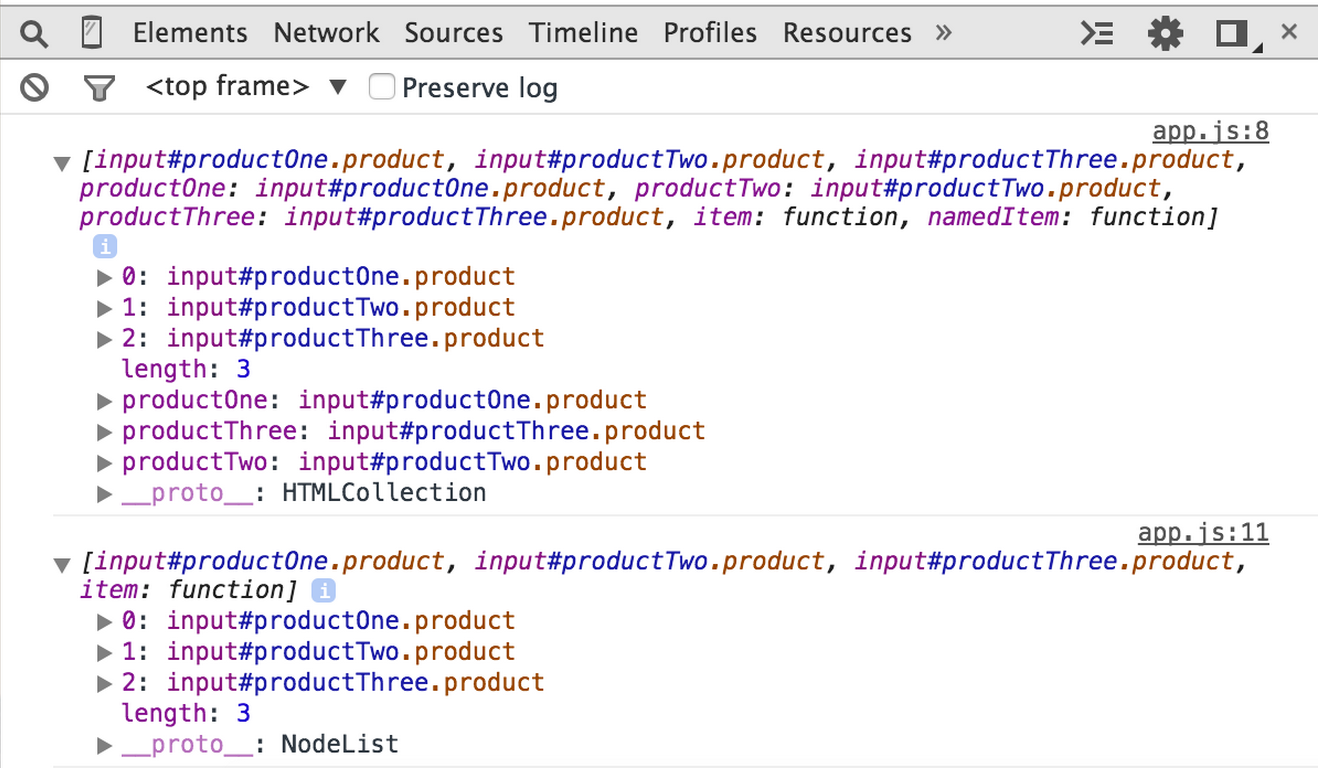 Elements Network Sources Timeline Profiles Resources »
<top frame> ▼ Preserve log
app.js:8
▼ [input#productOne.product, input#productTwo.product, input#productThree.product,
productOne: input#productOne.product, productTwo: input#productTwo.product,
productThree: input#productThree.product, item: function, namedItem: function]
i
▶ 0: input#productOne.product
▶ 1: input#productTwo.product
▶ 2: input#productThree.product
length: 3
▶ productOne: input#productOne.product
▶ productThree: input#productThree.product
▶ productTwo: input#productTwo.product
▶ __proto__: HTMLCollection
app.js:11
▼ [input#productOne.product, input#productTwo.product, input#productThree.product,
item: function] i
▶ 0: input#productOne.product
▶ 1: input#productTwo.product
▶ 2: input#productThree.product
length: 3
▶ __proto__: NodeList